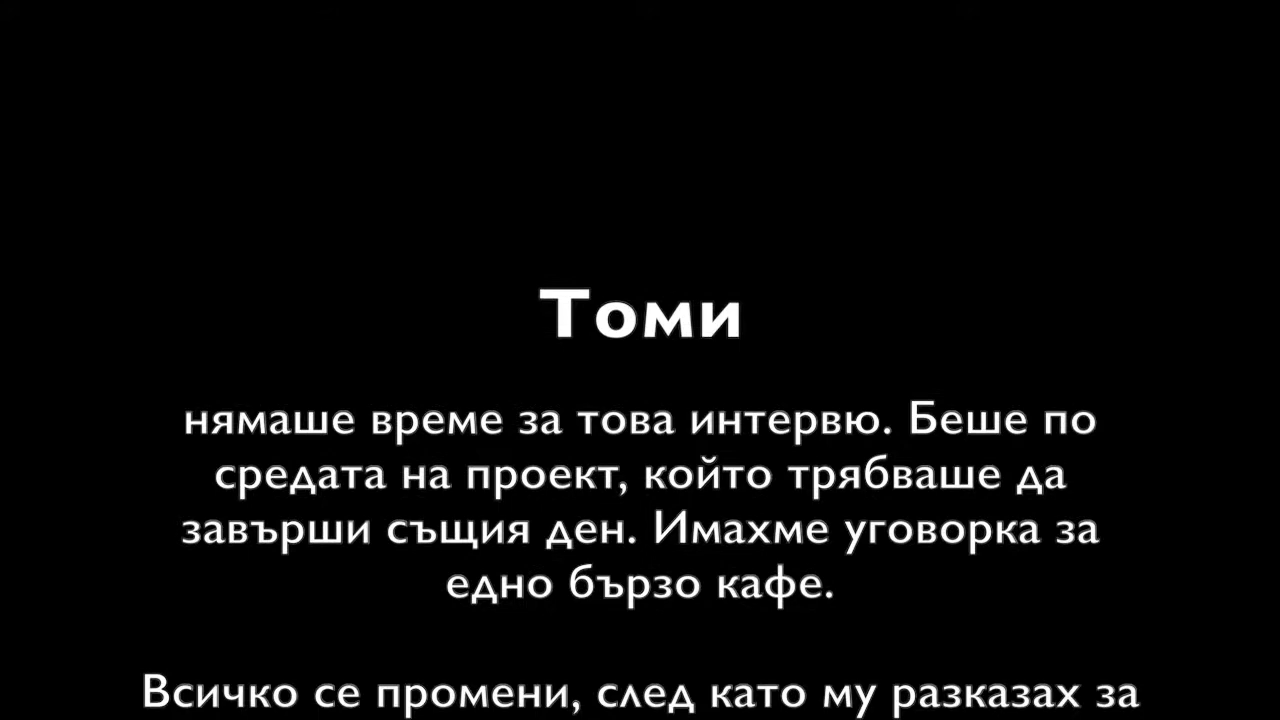 Томи
нямаше време за това интервю. Беше по
средата на проект, който трябваше да
завърши същия ден. Имахме уговорка за
едно бързо кафе.
Всичко се промени, след като му разказах за